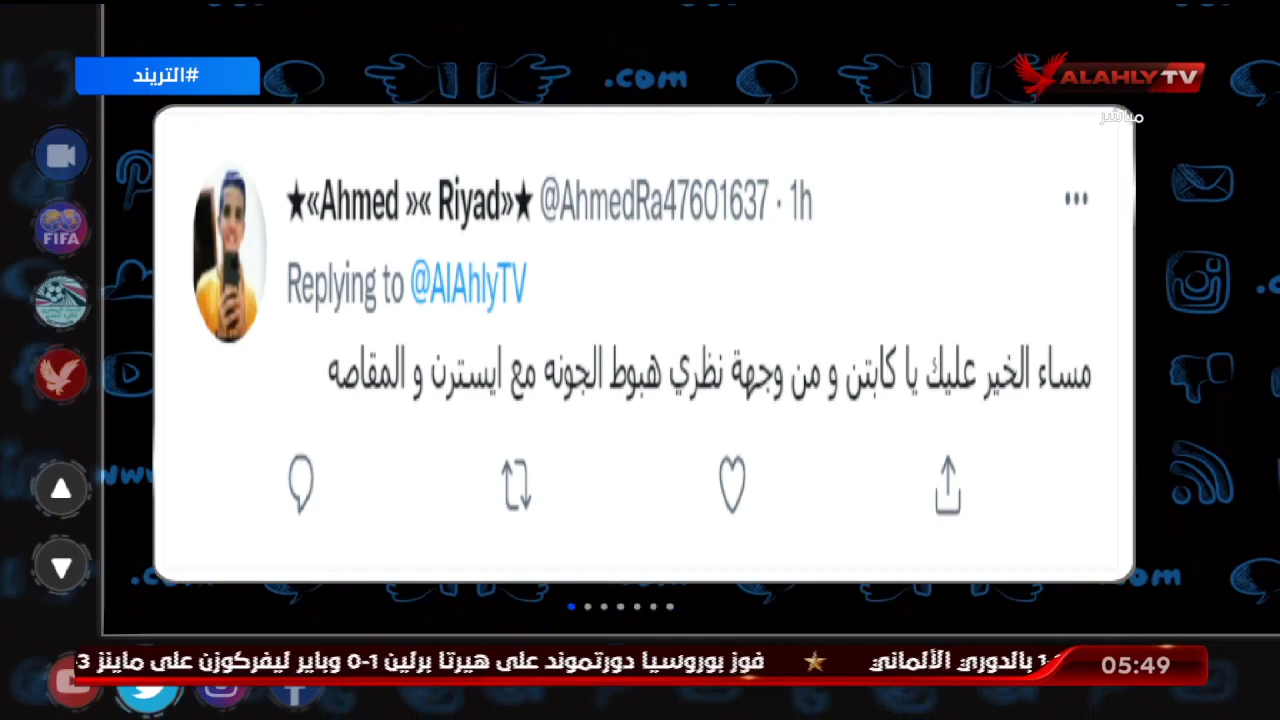 #التريند
.com
ALAHLY TV
مباشر
★«Ahmed »« Riyad»★ @AhmedRa47601637 · 1h
Replying to @AlAhlyTV
مساء الخير عليك يا كابتن و من وجهة نظري هبوط الجونه مع ايسترن و المقاصه
FIFA
بالدوري الألماني ★ فوز بوروسيا دورتموند على هيرتا برلين 1-0 وباير ليفركوزن على ماينز 3
05:49